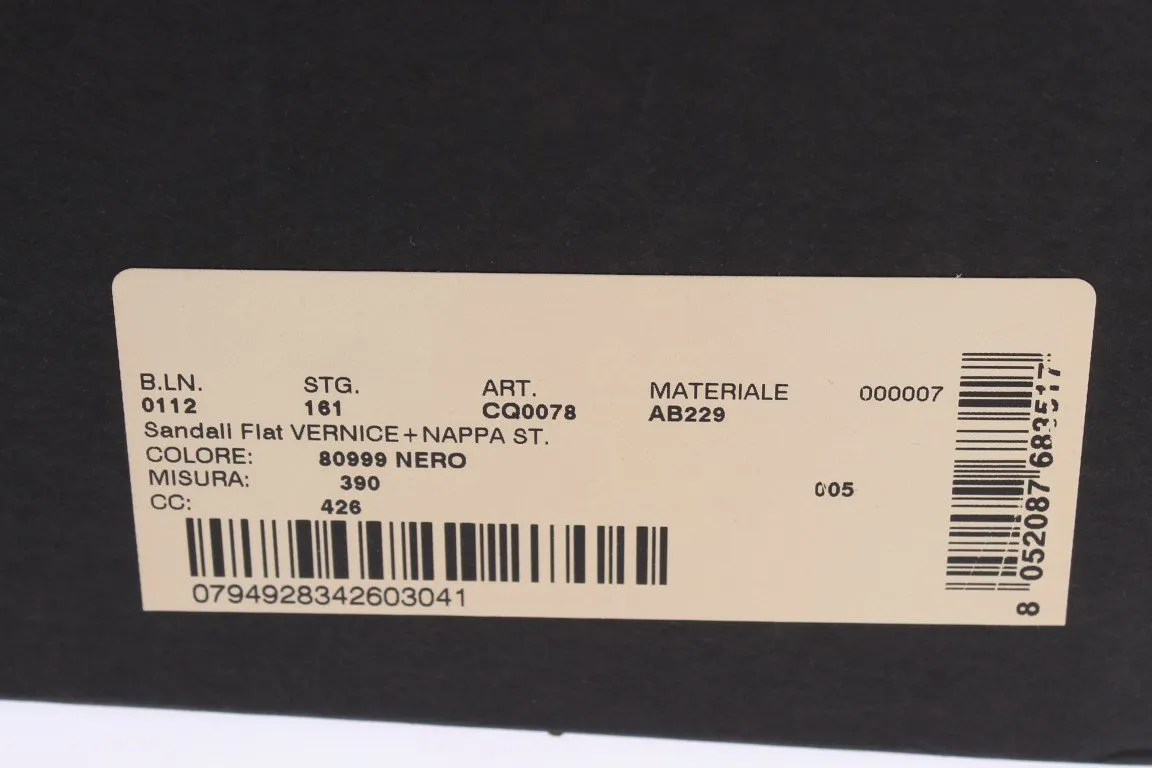 B.LN. STG. ART. MATERIALE 000007
0112 161 CQ0078 AB229
Sandali Flat VERNICE+NAPPA ST.
COLORE: 80999 NERO
MISURA: 390
005
CC: 426
0794928342603041
8 052087 683517